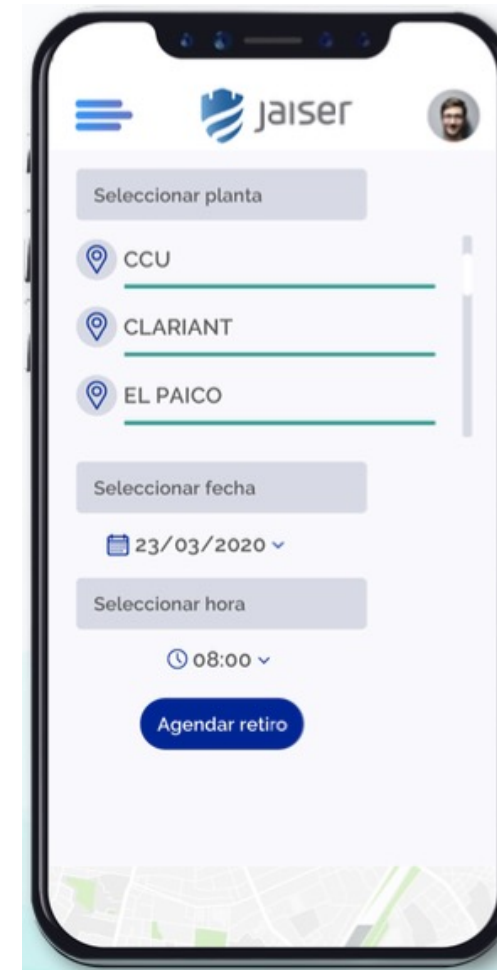 jaiser
Seleccionar planta
CCU
CLARIANT
EL PAICO
Seleccionar fecha
23/03/2020
Seleccionar hora
08:00
Agendar retiro